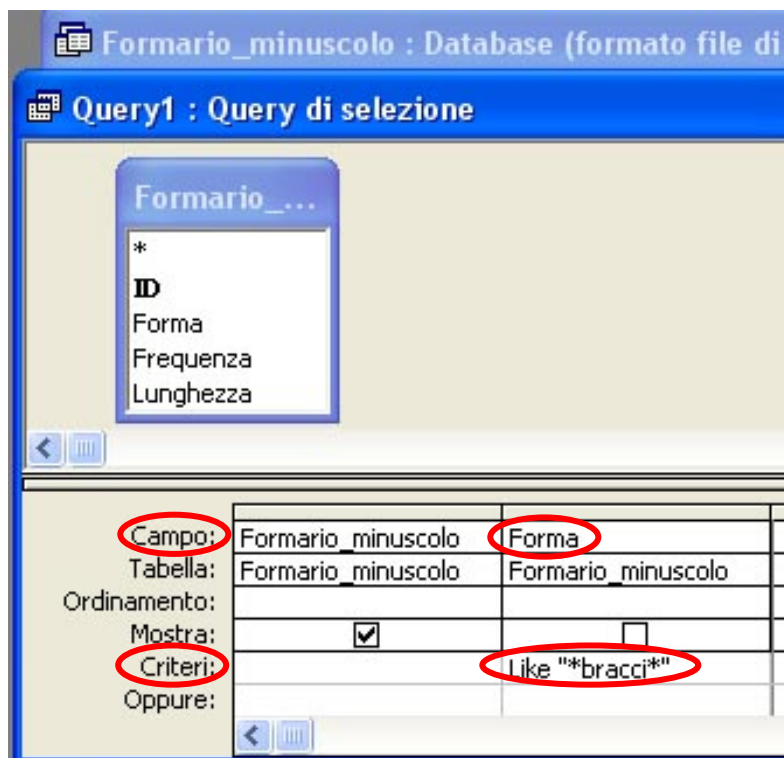 Formario_minuscolo : Database (formato file di
Query1 : Query di selezione
Formario_...
*
ID
Forma
Frequenza
Lunghezza
Campo: Formario_minuscolo Forma
Tabella: Formario_minuscolo Formario_minuscolo
Ordinamento:
Mostra:
Criteri: Like "*bracci*"
Oppure: